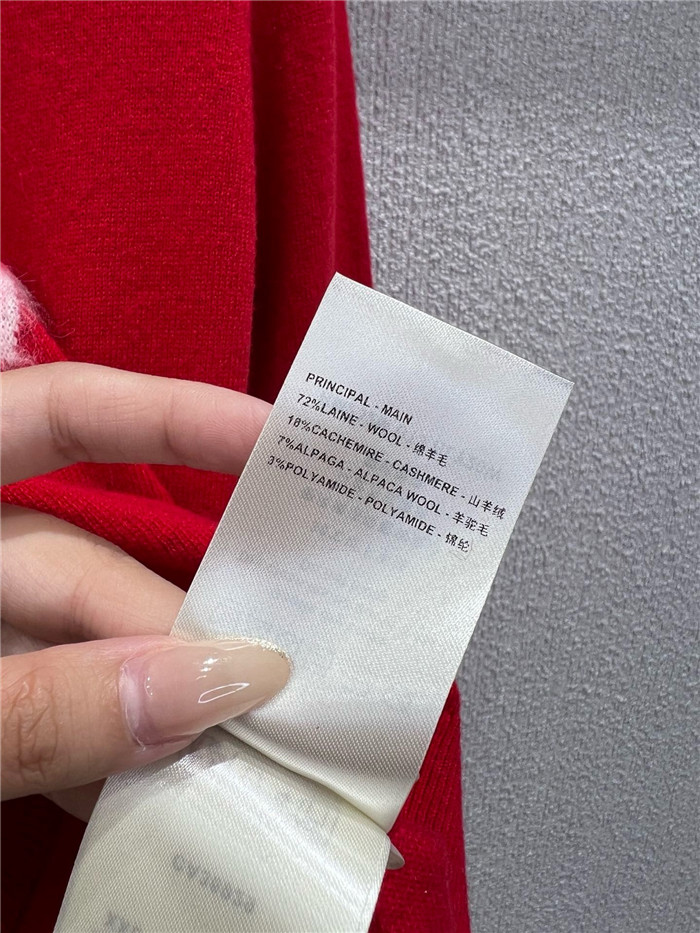 PRINCIPAL - MAIN
72%LAINE - WOOL - 绵羊毛
18%CACHEMIRE - CASHMERE - 山羊绒
7%ALPAGA - ALPACA WOOL - 羊驼毛
3%POLYAMIDE - POLYAMIDE - 锦纶